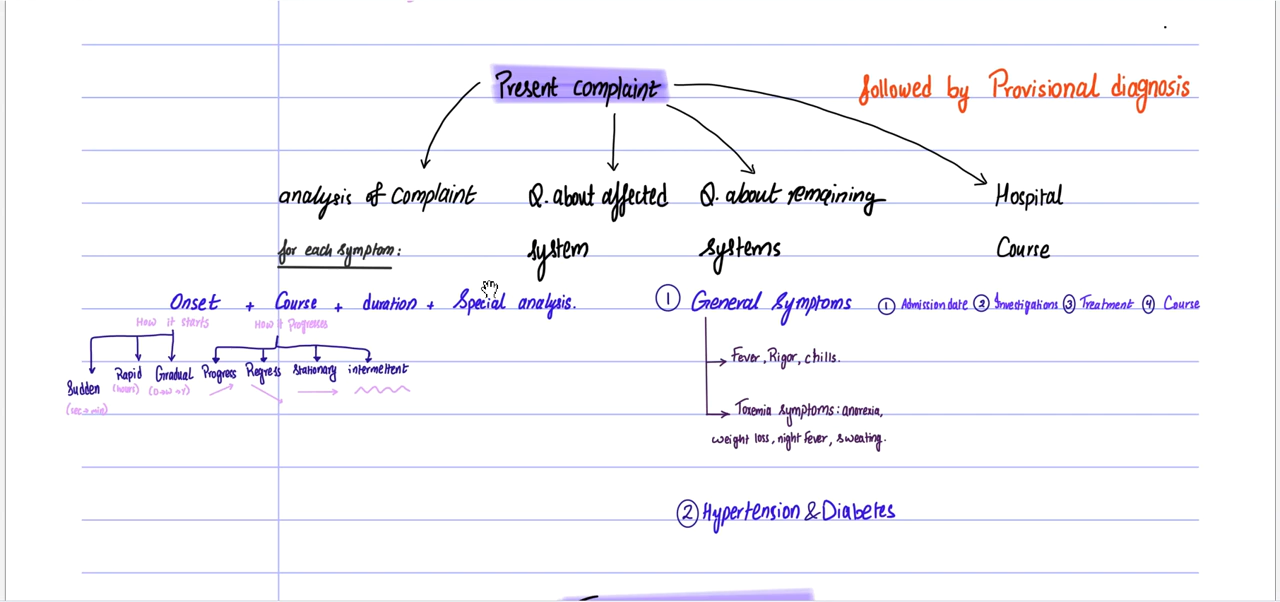 Present complaint
followed by Provisional diagnosis
analysis of Complaint
for each symptom:
Q. about affected
system
Q. about remaining
systems
Hospital
Course
Onset + Course + duration + Special analysis.
How it starts
How it Progresses
Sudden
(sec → min)
Rapid
(hours)
Gradual
(D→W→Y)
Progress
Regress
Stationary
intermettent
① General Symptoms
Fever, Rigor, chills.
Toxemia symptoms: anorexia,
weight loss, night fever, sweating.
② Hypertension & Diabetes
① Admission date ② Investigations ③ Treatment ④ Course